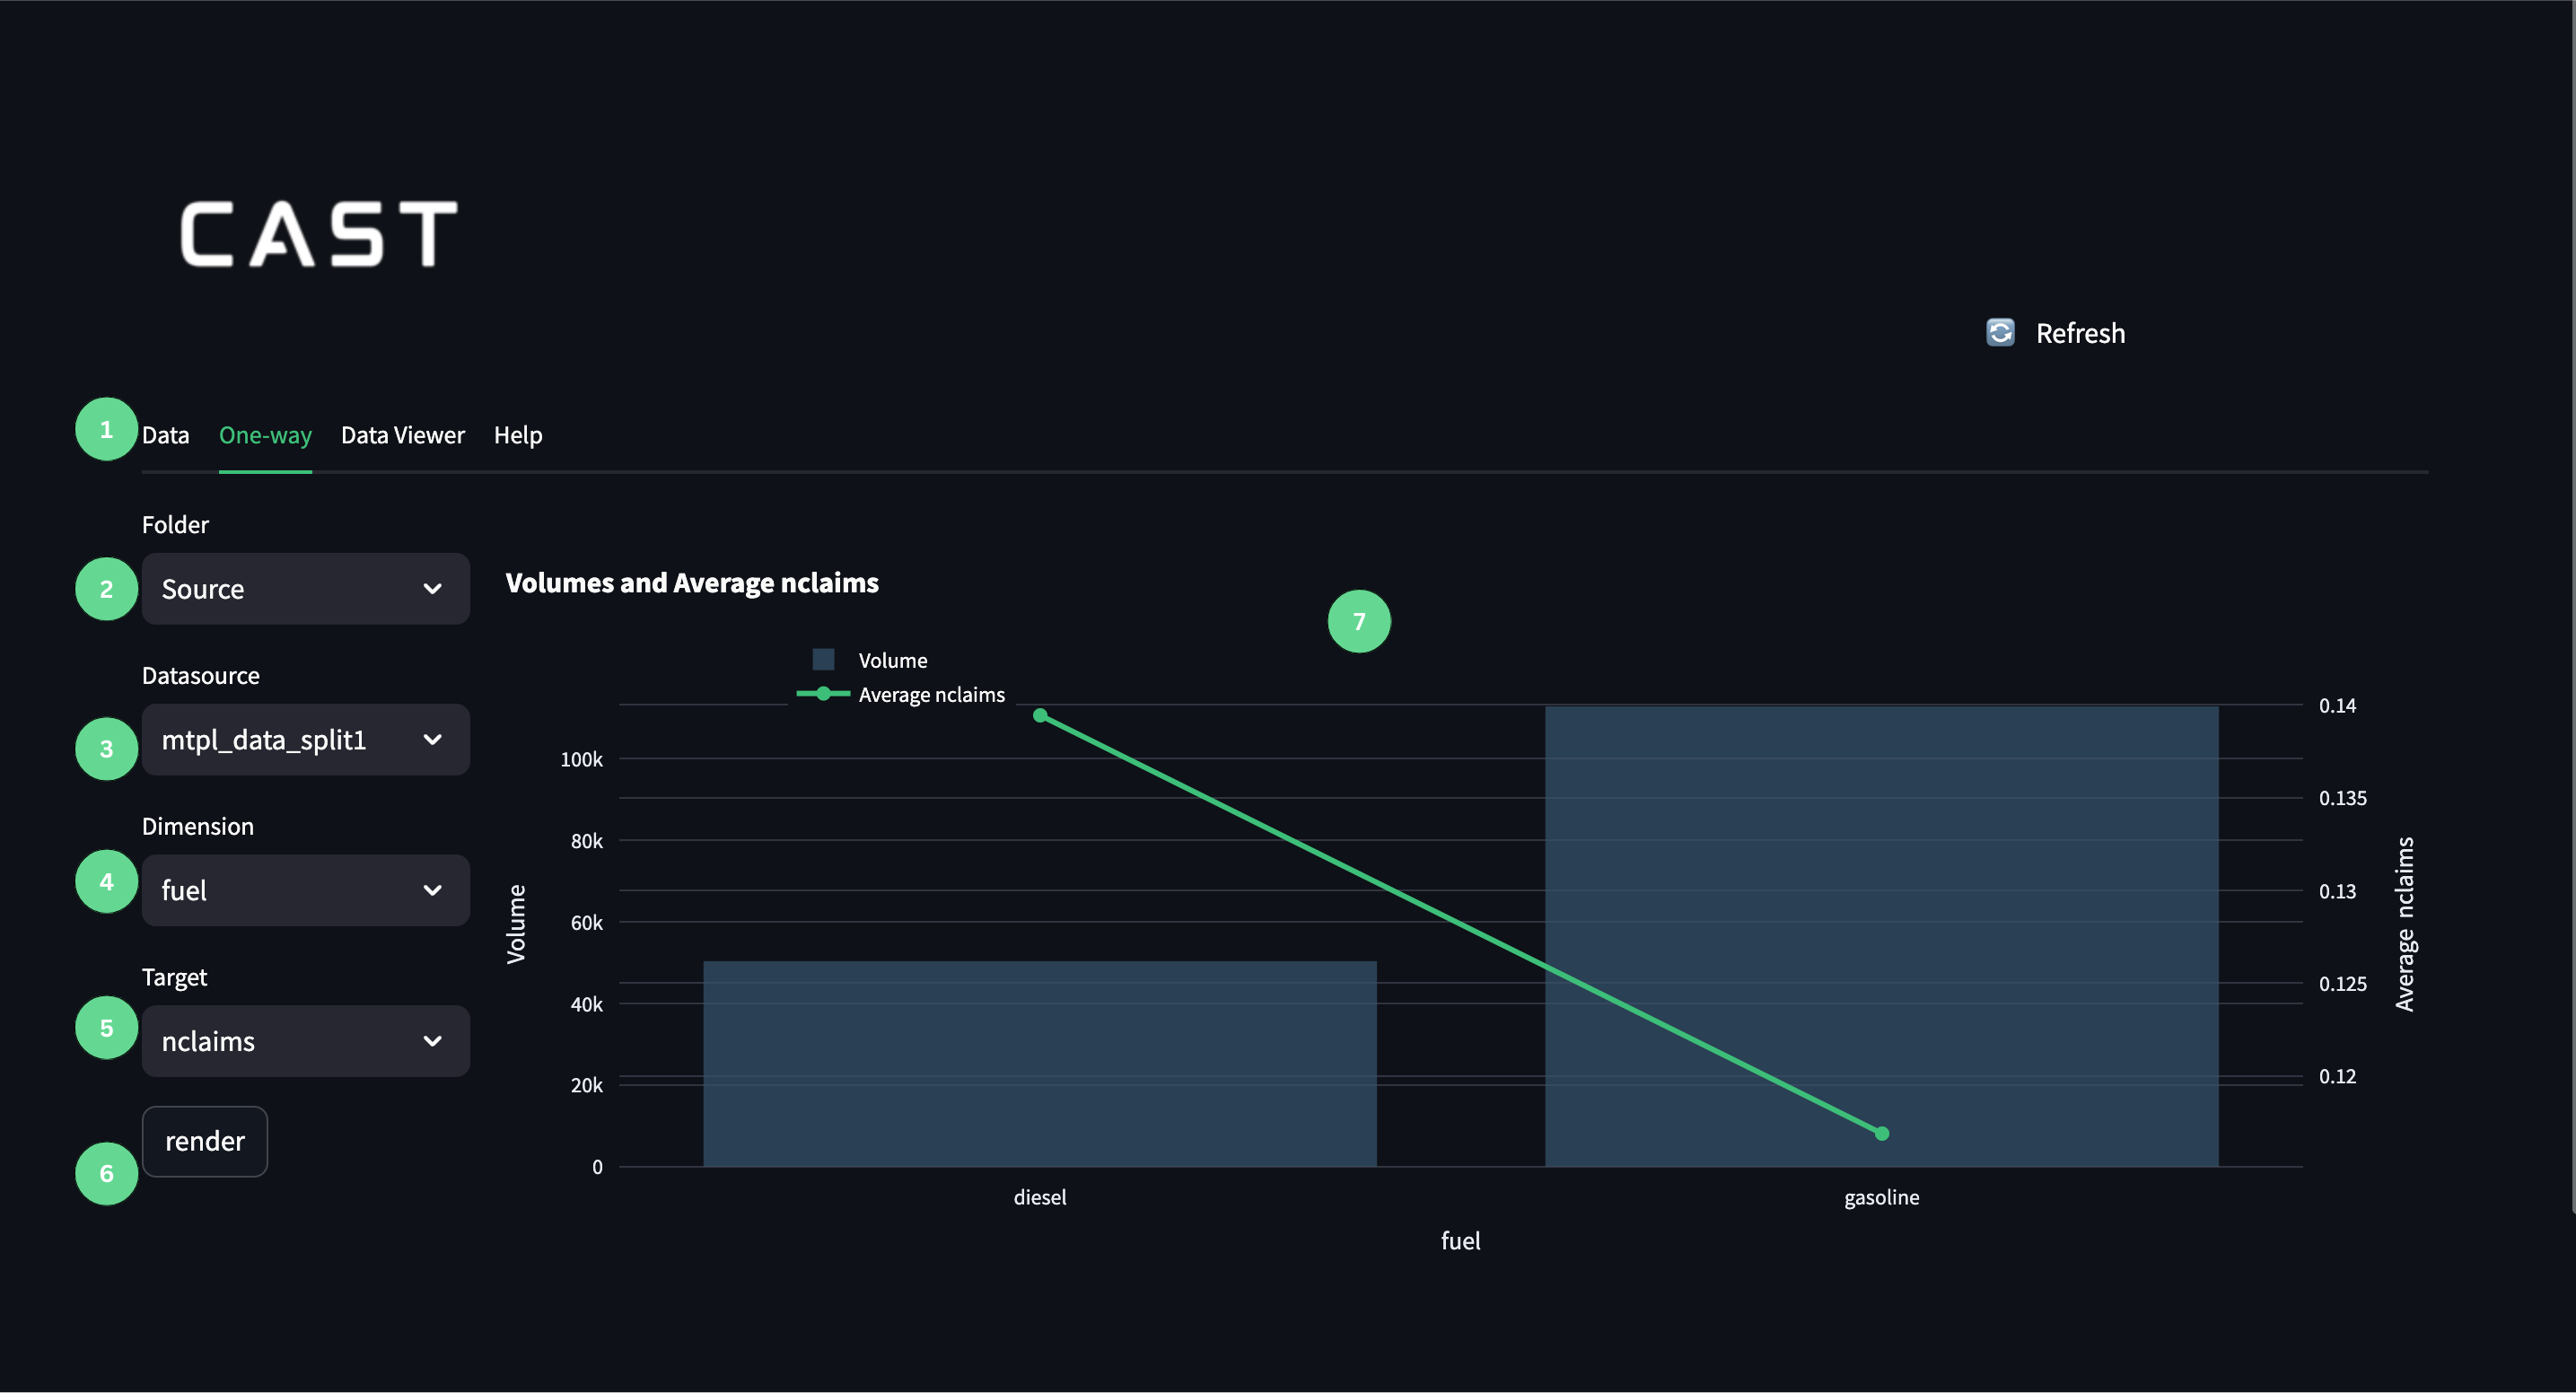 CAST
Refresh
1
Data One-way Data Viewer Help
Folder
2
Source
Datasource
3
mtpl_data_split1
Dimension
4
fuel
Target
5
nclaims
6
render
Volumes and Average nclaims
7
Volume
Average nclaims
100k
80k
60k
40k
20k
0
Volume
0.14
0.135
0.13
0.125
0.12
Average nclaims
diesel gasoline
fuel